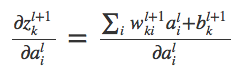 ∂z_k^{l+1} / ∂a_i^l = ∑_i w_{ki}^{l+1} a_i^l + b_k^{l+1} / ∂a_i^l